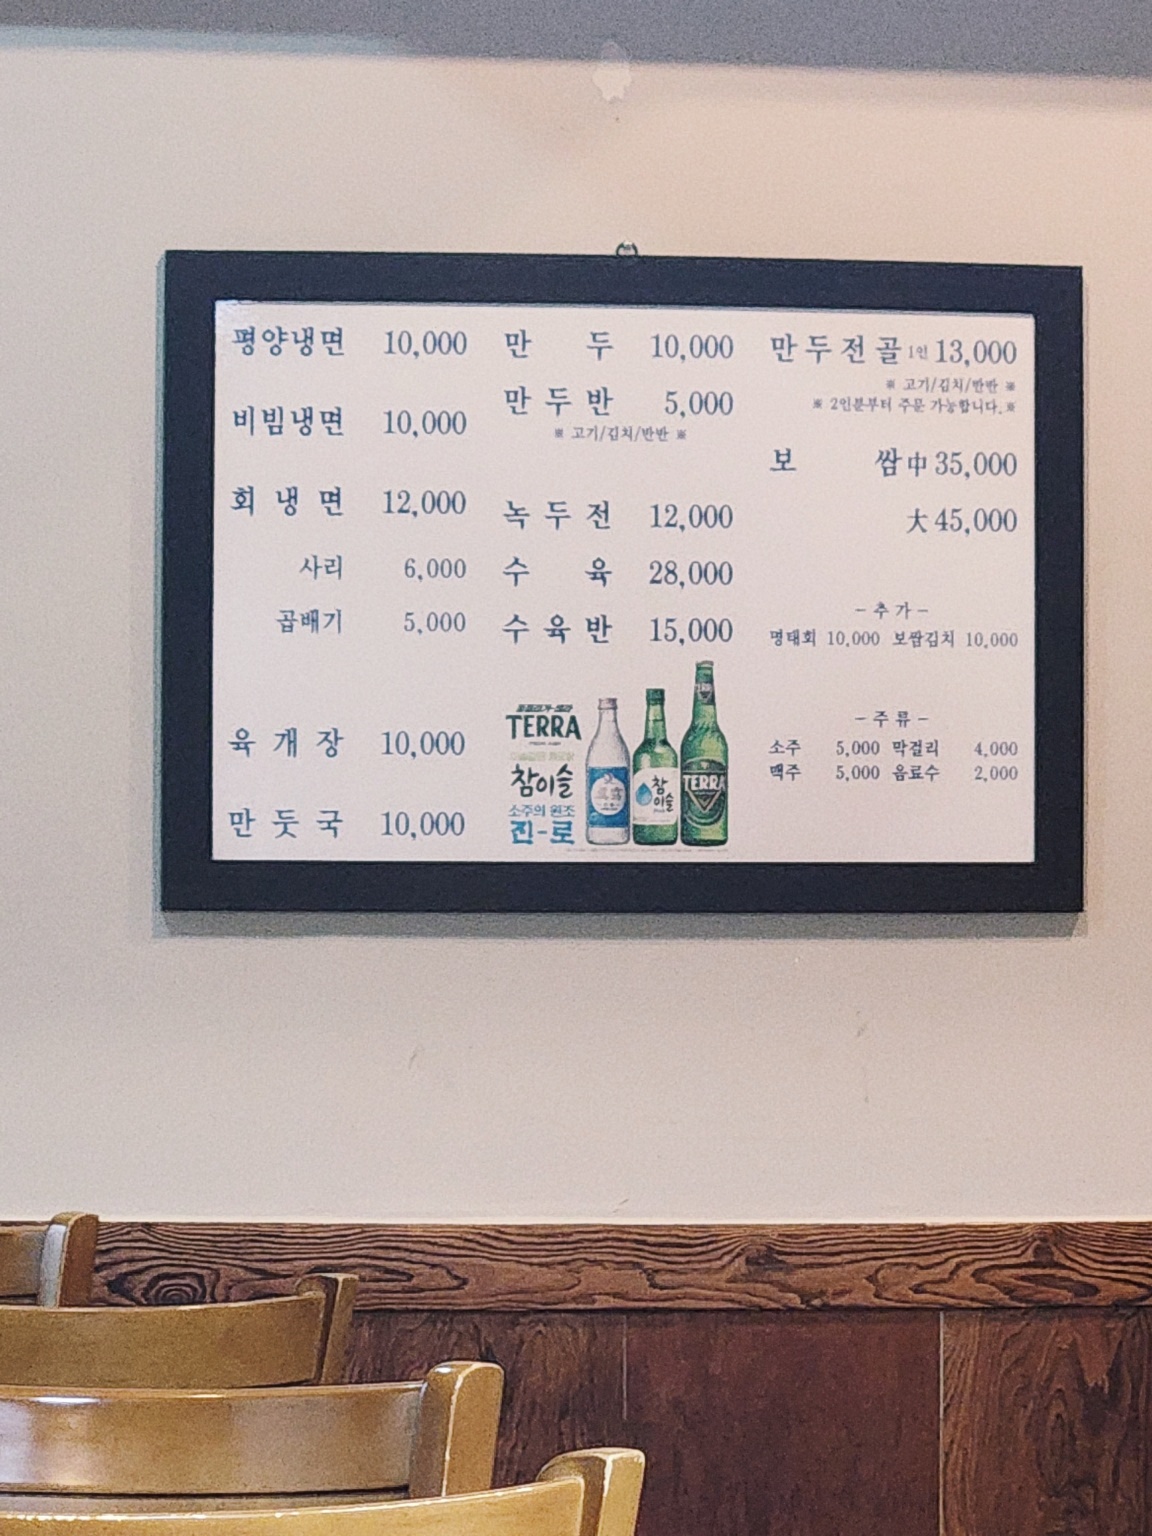 평양냉면 10,000
비빔냉면 10,000
회냉면 12,000
사리 6,000
곱배기 5,000
육개장 10,000
만둣국 10,000
만두 10,000
만두반 5,000
※ 고기/김치/반반 ※
녹두전 12,000
수육 28,000
수육반 15,000
TERRA
참이슬
소주의 원조
진-로
眞露
참이슬
TERRA
만두전골 1인 13,000
※ 고기/김치/반반 ※
※ 2인분부터 주문 가능합니다.※
보쌈 中 35,000
大 45,000
- 추 가 -
명태회 10,000 보쌈김치 10,000
- 주 류 -
소주 5,000 막걸리 4,000
맥주 5,000 음료수 2,000